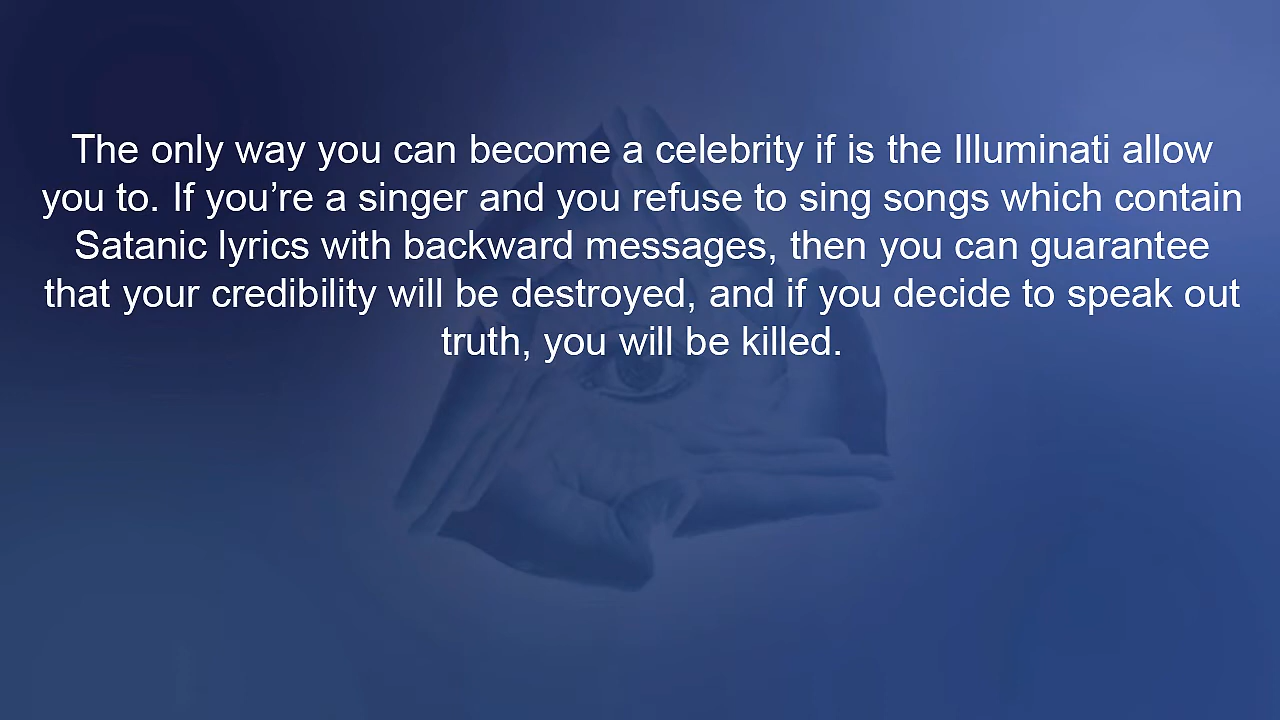 The only way you can become a celebrity if is the Illuminati allow
you to. If you’re a singer and you refuse to sing songs which contain
Satanic lyrics with backward messages, then you can guarantee
that your credibility will be destroyed, and if you decide to speak out
truth, you will be killed.